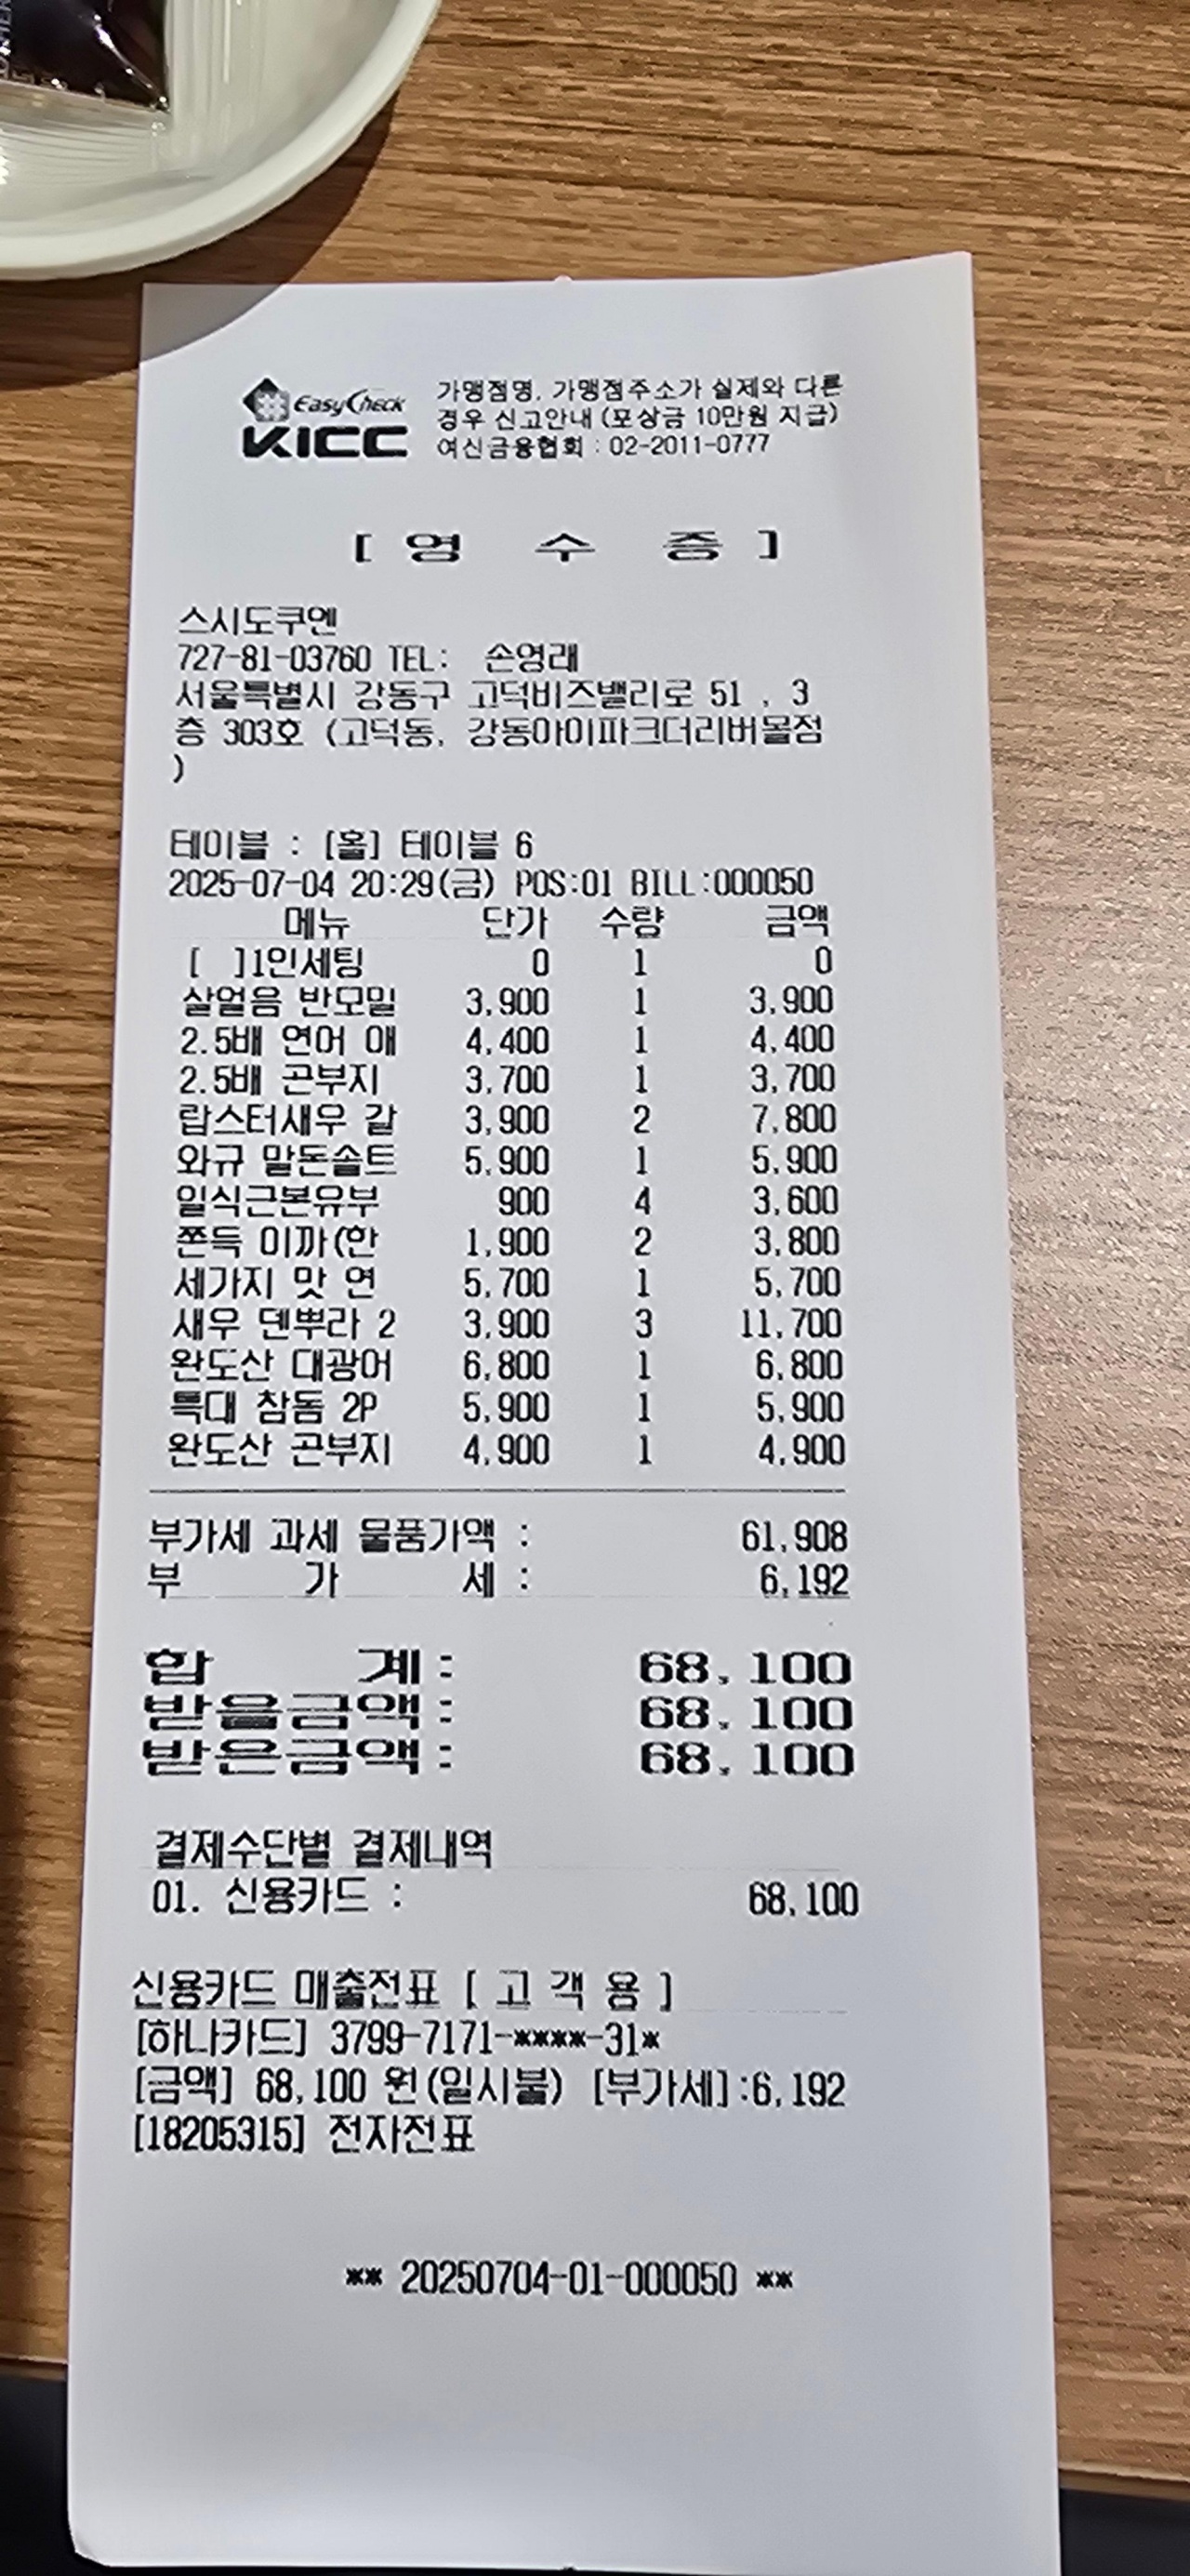 EasyCheck
KICC
가맹점명, 가맹점주소가 실제와 다른
경우 신고안내 (포상금 10만원 지급)
여신금융협회 : 02-2011-0777
[ 영 수 증 ]
스시도쿠엔
727-81-03760 TEL: 손영래
서울특별시 강동구 고덕비즈밸리로 51 , 3
층 303호 (고덕동, 강동아이파크더리버몰점
)
테이블 : [홀] 테이블 6
2025-07-04 20:29(금) POS:01 BILL:000050
메뉴 단가 수량 금액
[ ]1인세팅 0 1 0
살얼음 반모밀 3,900 1 3,900
2.5배 연어 애 4,400 1 4,400
2.5배 곤부지 3,700 1 3,700
랍스터새우 갈 3,900 2 7,800
와규 말돈솔트 5,900 1 5,900
일식근본유부 900 4 3,600
쫀득 이까(한 1,900 2 3,800
세가지 맛 연 5,700 1 5,700
새우 덴뿌라 2 3,900 3 11,700
완도산 대광어 6,800 1 6,800
특대 참돔 2P 5,900 1 5,900
완도산 곤부지 4,900 1 4,900
부가세 과세 물품가액 : 61,908
부 가 세 : 6,192
합 계: 68,100
받을금액: 68,100
받은금액: 68,100
결제수단별 결제내역
01. 신용카드 : 68,100
신용카드 매출전표 [ 고 객 용 ]
[하나카드] 3799-7171-****-31*
[금액] 68,100 원(일시불) [부가세]:6,192
[18205315] 전자전표
** 20250704-01-000050 **